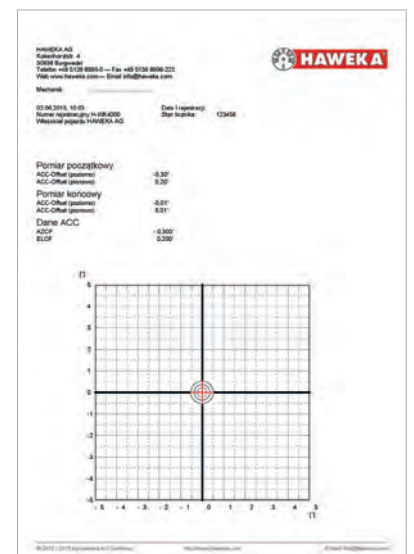 HAWEKA AG
Kokenhorststr. 4
30938 Burgwedel
Telefon +49 5139 8996-0 — Fax +49 5139 8996-222
Web www.haweka.com — Email info@haweka.com
HAWEKA
Mechanik
02.06.2015, 10:05
Data I rejestracji:
Numer rejestracyjny H-WK4000
Stan licznika: 123456
Właściciel pojazdu HAWEKA AG
Pomiar początkowy
ACC-Offset (poziomo) -0,30°
ACC-Offset (pionowo) 0,20°
Pomiar końcowy
ACC-Offset (poziomo) -0,01°
ACC-Offset (pionowo) 0,01°
Dane ACC
AZOF -0,300°
ELOF 0,200°
[']
5
4
3
2
1
0
-1
-2
-3
-4
-5
-5 -4 -3 -2 -1 0 1 2 3 4 5
[']